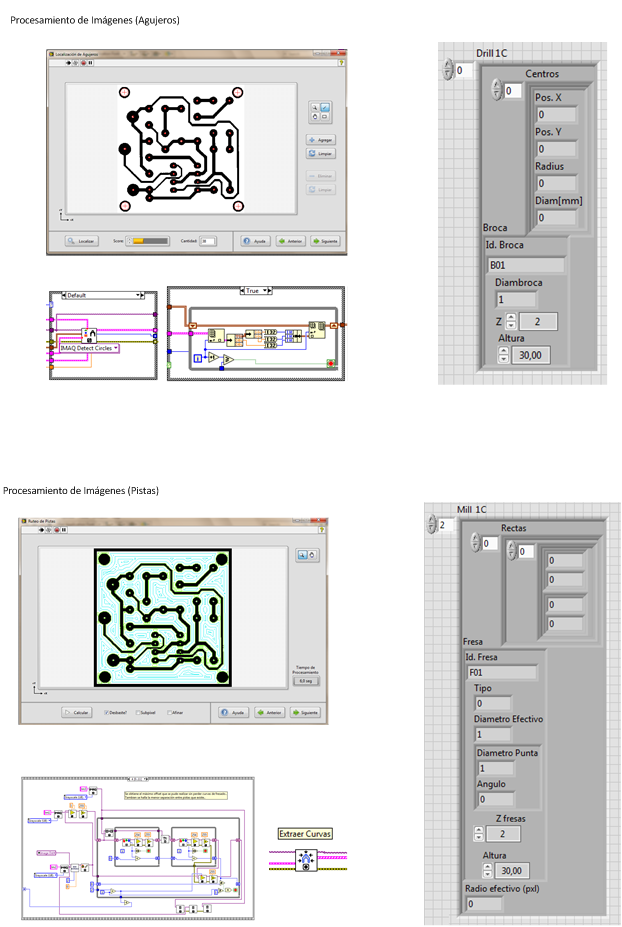 Procesamiento de Imágenes (Agujeros)
Localización de Agujeros
Agregar
Limpiar
Limpiar
Localizar
Score
Cantidad
Ayuda
Anterior
Siguiente
Default
IMAQ Detect Circles
True
Drill 1C
0
Centros
0
Pos. X
0
Pos. Y
0
Radius
0
Diam[mm]
0
Broca
Id. Broca
B01
Diambroca
1
Z
2
Altura
30,00
Procesamiento de Imágenes (Pistas)
Ruteo de Pistas
Tiempo de
Procesamiento
Calcular
Desbaste?
Subpixel
Afinar
Ayuda
Anterior
Siguiente
Extraer Curvas
Mill 1C
2
Rectas
0
0
0
0
0
0
Fresa
Id. Fresa
F01
Tipo
0
Diametro Efectivo
1
Diametro Punta
1
Angulo
0
Z fresas
2
Altura
30,00
Radio efectivo (pxl)
0